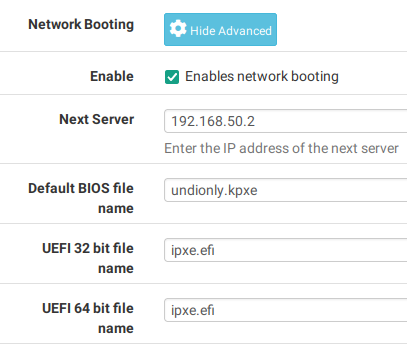 Network Booting
Hide Advanced
Enable
Enables network booting
Next Server
192.168.50.2
Enter the IP address of the next server
Default BIOS file
name
undionly.kpxe
UEFI 32 bit file
name
ipxe.efi
UEFI 64 bit file
name
ipxe.efi